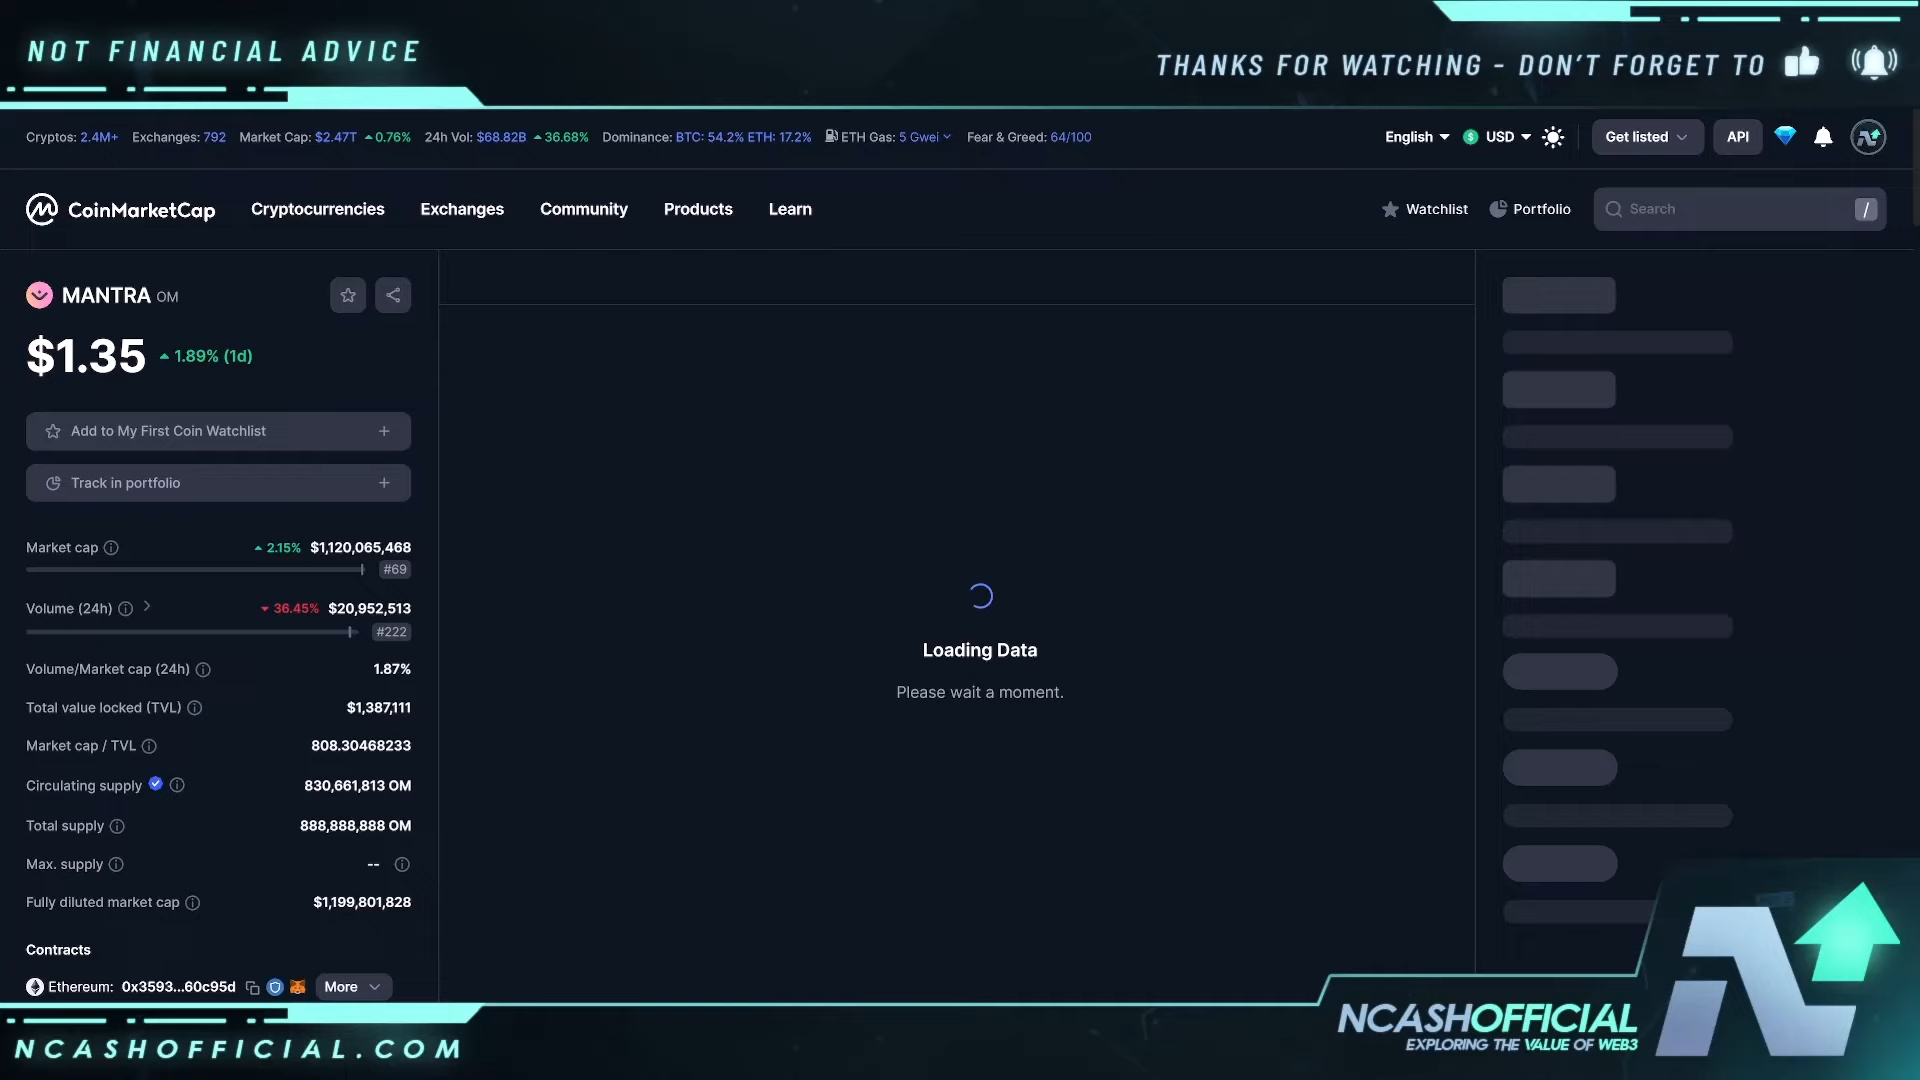 NOT FINANCIAL ADVICE
THANKS FOR WATCHING - DON'T FORGET TO
Cryptos: 2.4M+ Exchanges: 792 Market Cap: $2.47T 0.76% 24h Vol: $68.82B 36.68% Dominance: BTC: 54.2% ETH: 17.2% ETH Gas: 5 Gwei Fear & Greed: 64/100
English $ USD Get listed API
CoinMarketCap Cryptocurrencies Exchanges Community Products Learn Watchlist Portfolio Search /
MANTRA OM
$1.35 1.89% (1d)
Add to My First Coin Watchlist +
Track in portfolio +
Market cap 2.15% $1,120,065,468
#69
Volume (24h) 36.45% $20,952,513
#222
Volume/Market cap (24h) 1.87%
Total value locked (TVL) $1,387,111
Market cap / TVL 808.30468233
Circulating supply 830,661,813 OM
Total supply 888,888,888 OM
Max. supply --
Fully diluted market cap $1,199,801,828
Contracts
Ethereum: 0x3593...60c95d More
Loading Data
Please wait a moment.
NCASHOFFICIAL.COM
NCASHOFFICIAL
EXPLORING THE VALUE OF WEB3